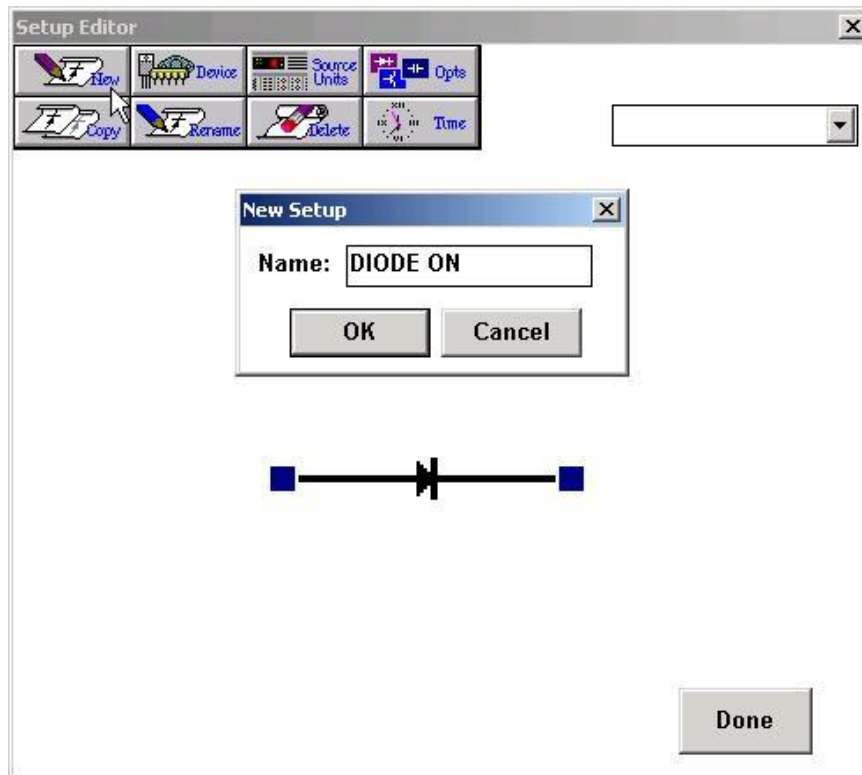 Setup Editor
New Device Source Units Opts
Copy Rename Delete Time
New Setup
Name: DIODE ON
OK Cancel
Done